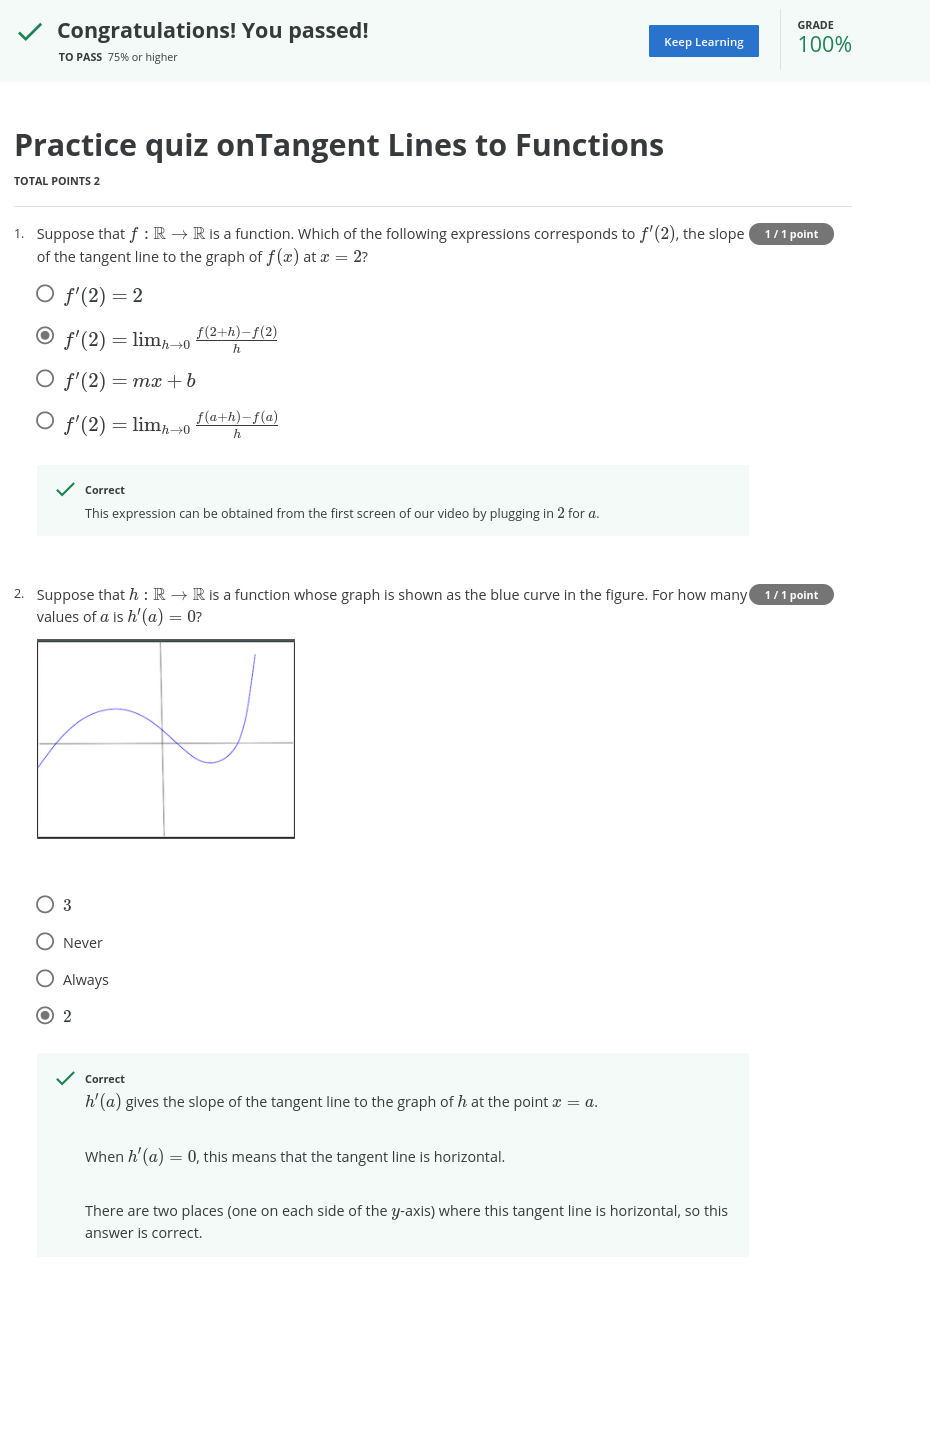 Congratulations! You passed!
TO PASS 75% or higher
Keep Learning
GRADE
100%
Practice quiz onTangent Lines to Functions
TOTAL POINTS 2
1. Suppose that f : ℝ → ℝ is a function. Which of the following expressions corresponds to f′(2), the slope 1 / 1 point
of the tangent line to the graph of f(x) at x = 2?
f′(2) = 2
f′(2) = lim_{h→0} \frac{f(2+h)−f(2)}{h}
f′(2) = mx + b
f′(2) = lim_{h→0} \frac{f(a+h)−f(a)}{h}
Correct
This expression can be obtained from the first screen of our video by plugging in 2 for a.
2. Suppose that h : ℝ → ℝ is a function whose graph is shown as the blue curve in the figure. For how many 1 / 1 point
values of a is h′(a) = 0?
3
Never
Always
2
Correct
h′(a) gives the slope of the tangent line to the graph of h at the point x = a.
When h′(a) = 0, this means that the tangent line is horizontal.
There are two places (one on each side of the y-axis) where this tangent line is horizontal, so this
answer is correct.